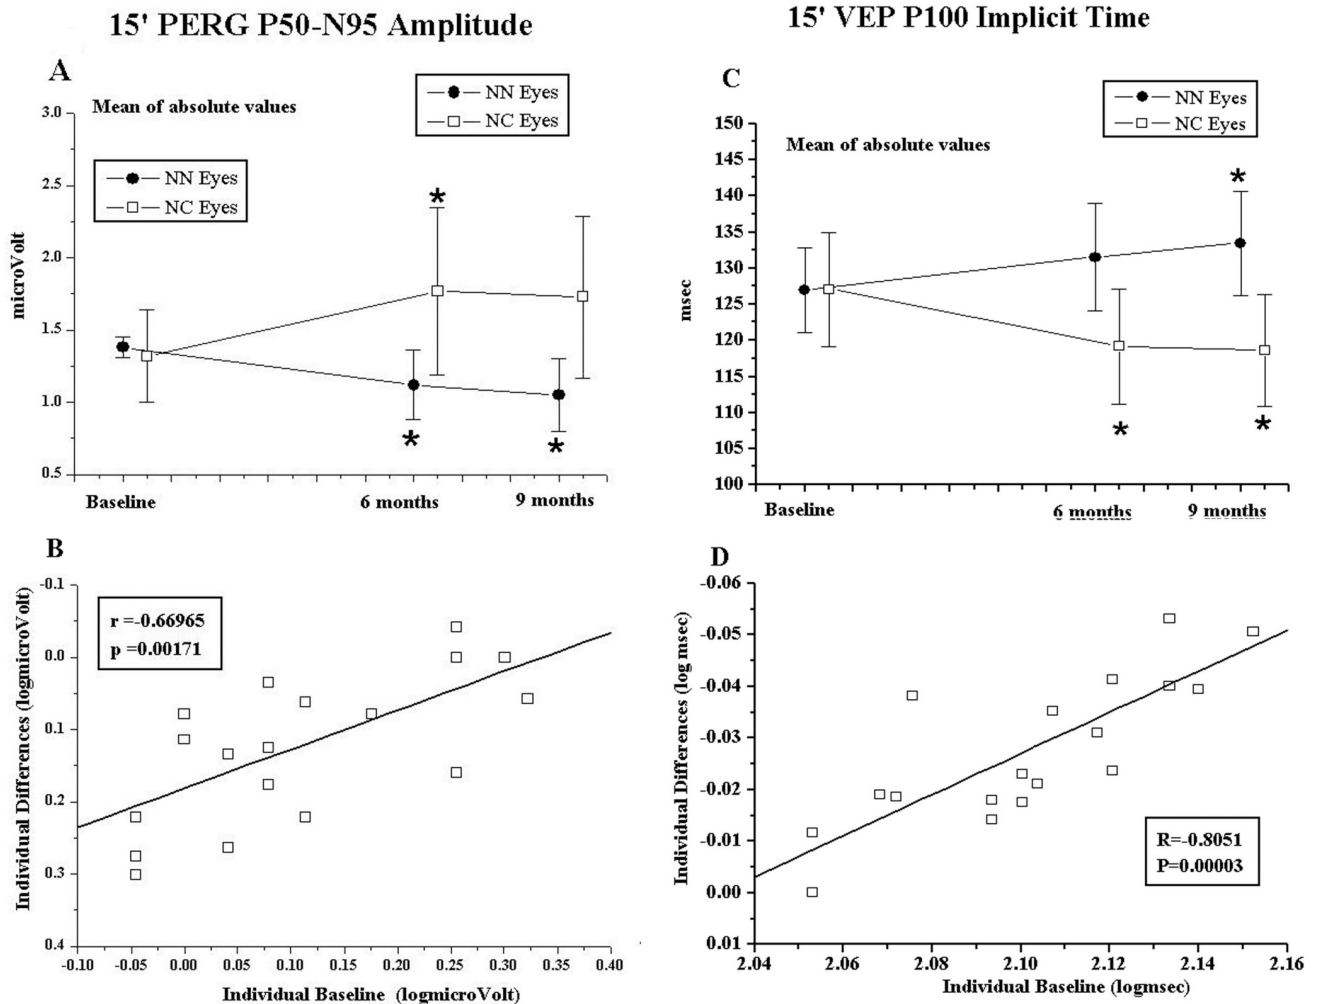 15' PERG P50-N95 Amplitude
15' VEP P100 Implicit Time
A
NN Eyes
NC Eyes
Mean of absolute values
NN Eyes
NC Eyes
3.0
2.5
2.0
1.5
1.0
0.5
microVolt
*
*
*
Baseline
6 months
9 months
C
NN Eyes
NC Eyes
Mean of absolute values
150
145
140
135
130
125
120
115
110
105
100
msec
*
*
*
Baseline
6 months
9 months
B
r =-0.66965
p =0.00171
-0.1
0.0
0.1
0.2
0.3
0.4
Individual Differences (logmicroVolt)
-0.10 -0.05 0.00 0.05 0.10 0.15 0.20 0.25 0.30 0.35 0.40
Individual Baseline (logmicroVolt)
D
-0.06
-0.05
-0.04
-0.03
-0.02
-0.01
0.00
0.01
Individual Differences (log msec)
R=-0.8051
P=0.00003
2.04 2.06 2.08 2.10 2.12 2.14 2.16
Individual Baseline (logmsec)